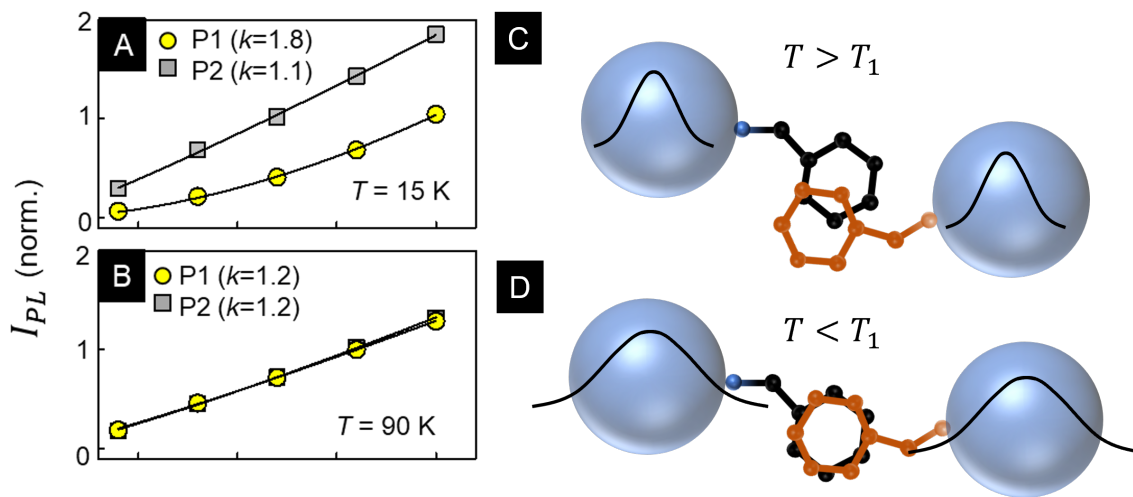 A
2
P1 (k=1.8)
P2 (k=1.1)
1
T = 15 K
0
B
2
P1 (k=1.2)
P2 (k=1.2)
1
T = 90 K
0
I_PL (norm.)
C
T > T₁
D
T < T₁